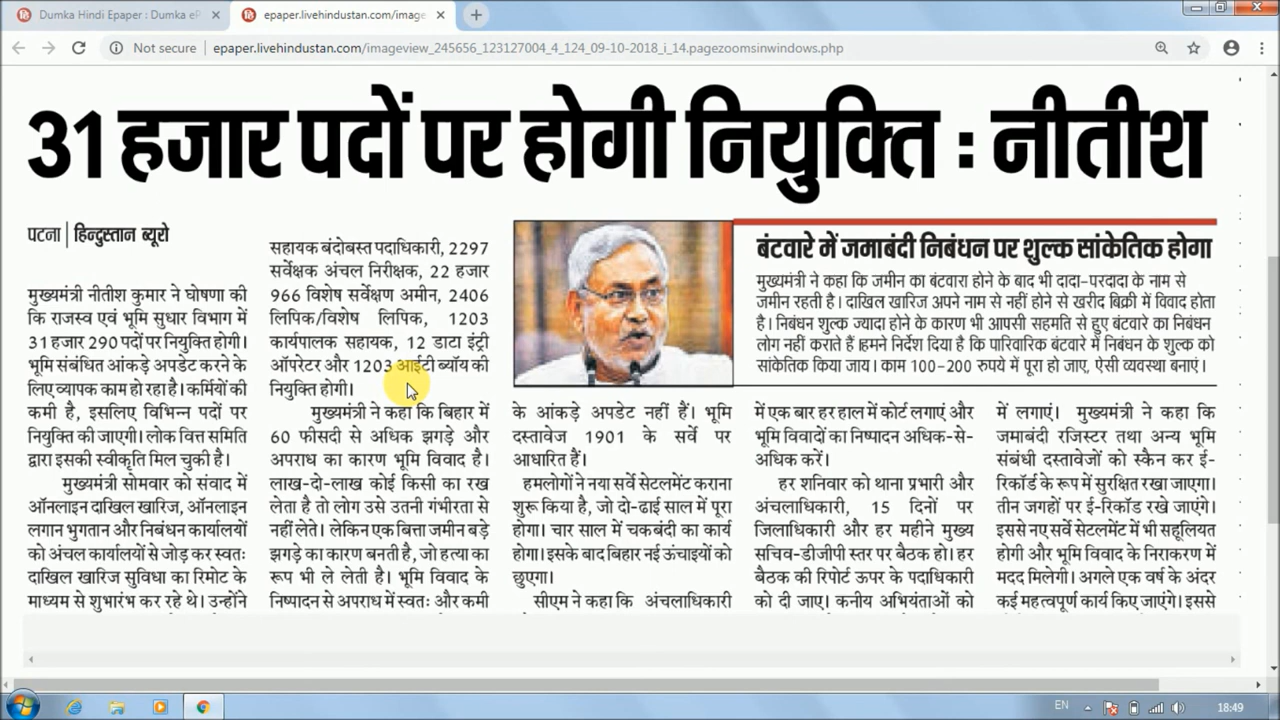 Dumka Hindi Epaper : Dumka eP
epaper.livehindustan.com/image
Not secure
epaper.livehindustan.com/imageview_245656_123127004_4_124_09-10-2018_i_14.pagezoomsinwindows.php
31 हजार पदों पर होगी नियुक्ति : नीतीश
पटना | हिन्दुस्तान ब्यूरो
मुख्यमंत्री नीतीश कुमार ने घोषणा की
कि राजस्व एवं भूमि सुधार विभाग में
31 हजार 290 पदों पर नियुक्ति होगी।
भूमि संबंधित आंकड़े अपडेट करने के
लिए व्यापक काम हो रहा है। कर्मियों की
कमी है, इसलिए विभिन्न पदों पर
नियुक्ति की जाएगी। लोक वित्त समिति
द्वारा इसकी स्वीकृति मिल चुकी है।
मुख्यमंत्री सोमवार को संवाद में
ऑनलाइन दाखिल खारिज, ऑनलाइन
लगान भुगतान और निबंधन कार्यालयों
को अंचल कार्यालयों से जोड़ कर स्वतः
दाखिल खारिज सुविधा का रिमोट के
माध्यम से शुभारंभ कर रहे थे। उन्होंने
सहायक बंदोबस्त पदाधिकारी, 2297
सर्वेक्षक अंचल निरीक्षक, 22 हजार
966 विशेष सर्वेक्षण अमीन, 2406
लिपिक/विशेष लिपिक, 1203
कार्यपालक सहायक, 12 डाटा इंट्री
ऑपरेटर और 1203 आईटी ब्यॉय की
नियुक्ति होगी।
मुख्यमंत्री ने कहा कि बिहार में
60 फीसदी से अधिक झगड़े और
अपराध का कारण भूमि विवाद है।
लाख-दो-लाख कोई किसी का रख
लेता है तो लोग उसे उतनी गंभीरता से
नहीं लेते। लेकिन एक बित्ता जमीन बड़े
झगड़े का कारण बनती है, जो हत्या का
रूप भी ले लेती है। भूमि विवाद के
निष्पादन से अपराध में स्वतः और कमी
बंटवारे में जमाबंदी निबंधन पर शुल्क सांकेतिक होगा
मुख्यमंत्री ने कहा कि जमीन का बंटवारा होने के बाद भी दादा-परदादा के नाम से
जमीन रहती है। दाखिल खारिज अपने नाम से नहीं होने से खरीद बिक्री में विवाद होता
है। निबंधन शुल्क ज्यादा होने के कारण भी आपसी सहमति से हुए बंटवारे का निबंधन
लोग नहीं कराते हैं।हमने निर्देश दिया है कि पारिवारिक बंटवारे में निबंधन के शुल्क को
सांकेतिक किया जाय। काम 100-200 रुपये में पूरा हो जाए, ऐसी व्यवस्था बनाएं।
के आंकड़े अपडेट नहीं हैं। भूमि
दस्तावेज 1901 के सर्वे पर
आधारित हैं।
हमलोगों ने नया सर्वे सेटलमेंट कराना
शुरू किया है, जो दो-ढाई साल में पूरा
होगा। चार साल में चकबंदी का कार्य
होगा। इसके बाद बिहार नई ऊंचाइयों को
छुएगा।
सीएम ने कहा कि अंचलाधिकारी
में एक बार हर हाल में कोर्ट लगाएं और
भूमि विवादों का निष्पादन अधिक-से-
अधिक करें।
हर शनिवार को थाना प्रभारी और
अंचलाधिकारी, 15 दिनों पर
जिलाधिकारी और हर महीने मुख्य
सचिव-डीजीपी स्तर पर बैठक हो। हर
बैठक की रिपोर्ट ऊपर के पदाधिकारी
को दी जाए। कनीय अभियंताओं को
में लगाएं। मुख्यमंत्री ने कहा कि
जमाबंदी रजिस्टर तथा अन्य भूमि
संबंधी दस्तावेजों को स्कैन कर ई-
रिकॉर्ड के रूप में सुरक्षित रखा जाएगा।
तीन जगहों पर ई-रिकॉड रखे जाएंगे।
इससे नए सर्वे सेटलमेंट में भी सहूलियत
होगी और भूमि विवाद के निराकरण में
मदद मिलेगी। अगले एक वर्ष के अंदर
कई महत्वपूर्ण कार्य किए जाएंगे। इससे
EN
18:49